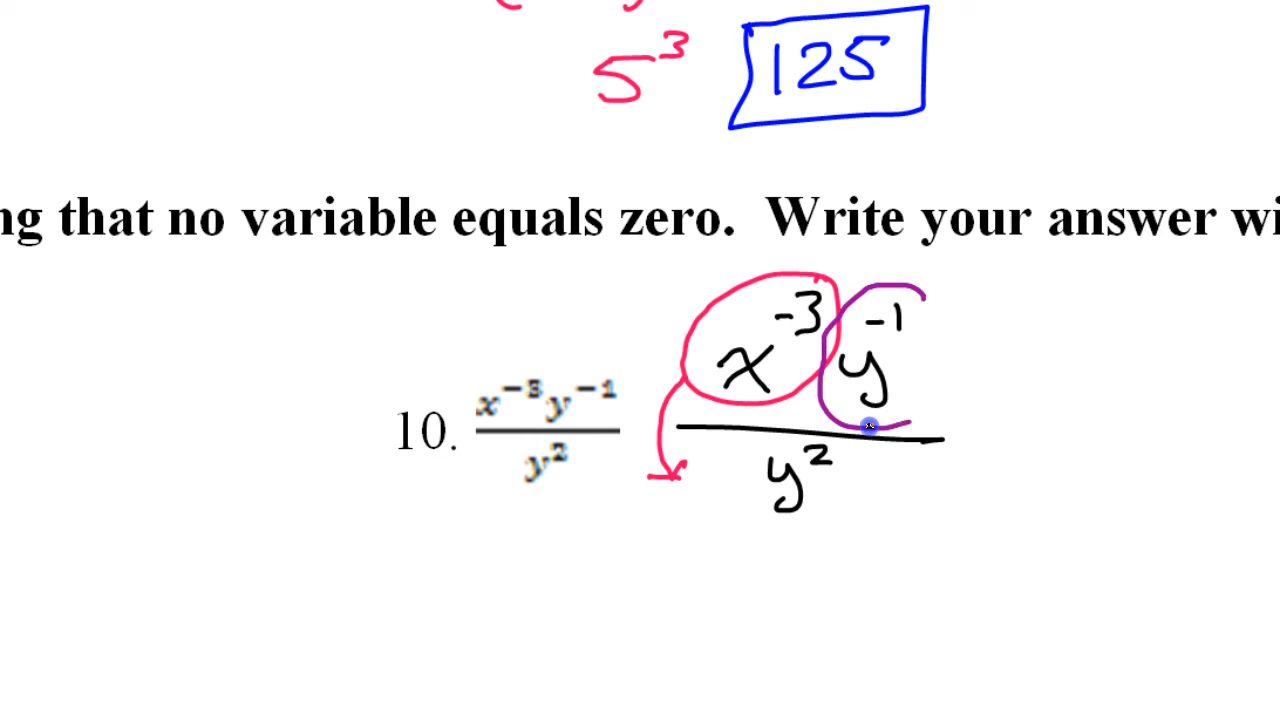 5³ 125
ng that no variable equals zero. Write your answer wi
x⁻³ y⁻¹
10. x⁻³y⁻¹
y²
y²